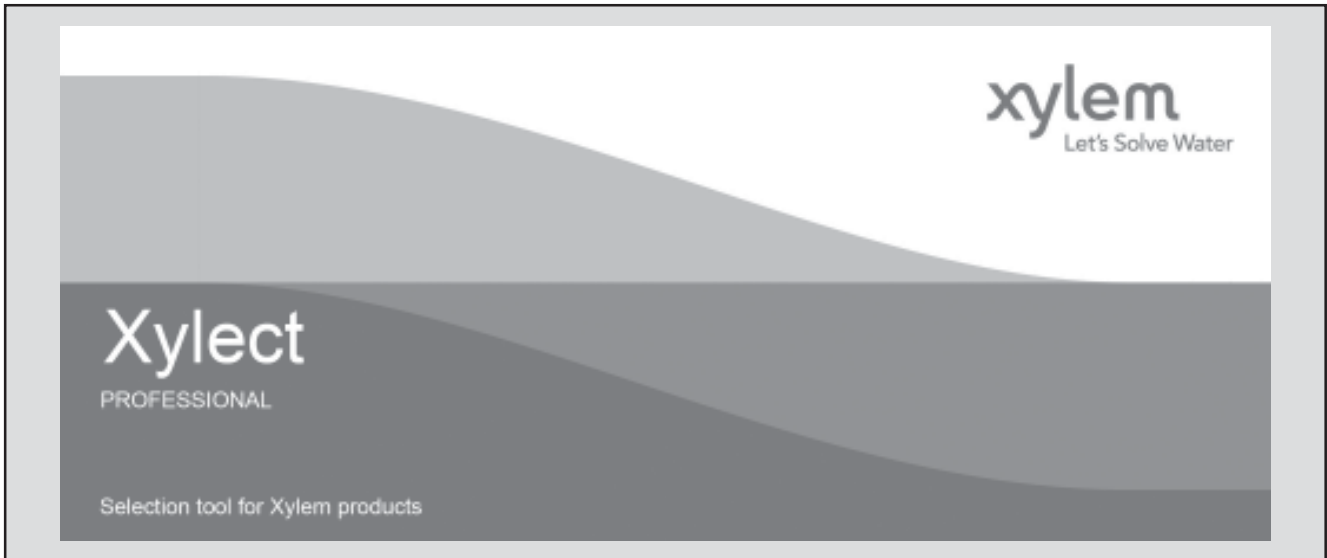 xylem
Let's Solve Water
Xylect
PROFESSIONAL
Selection tool for Xylem products